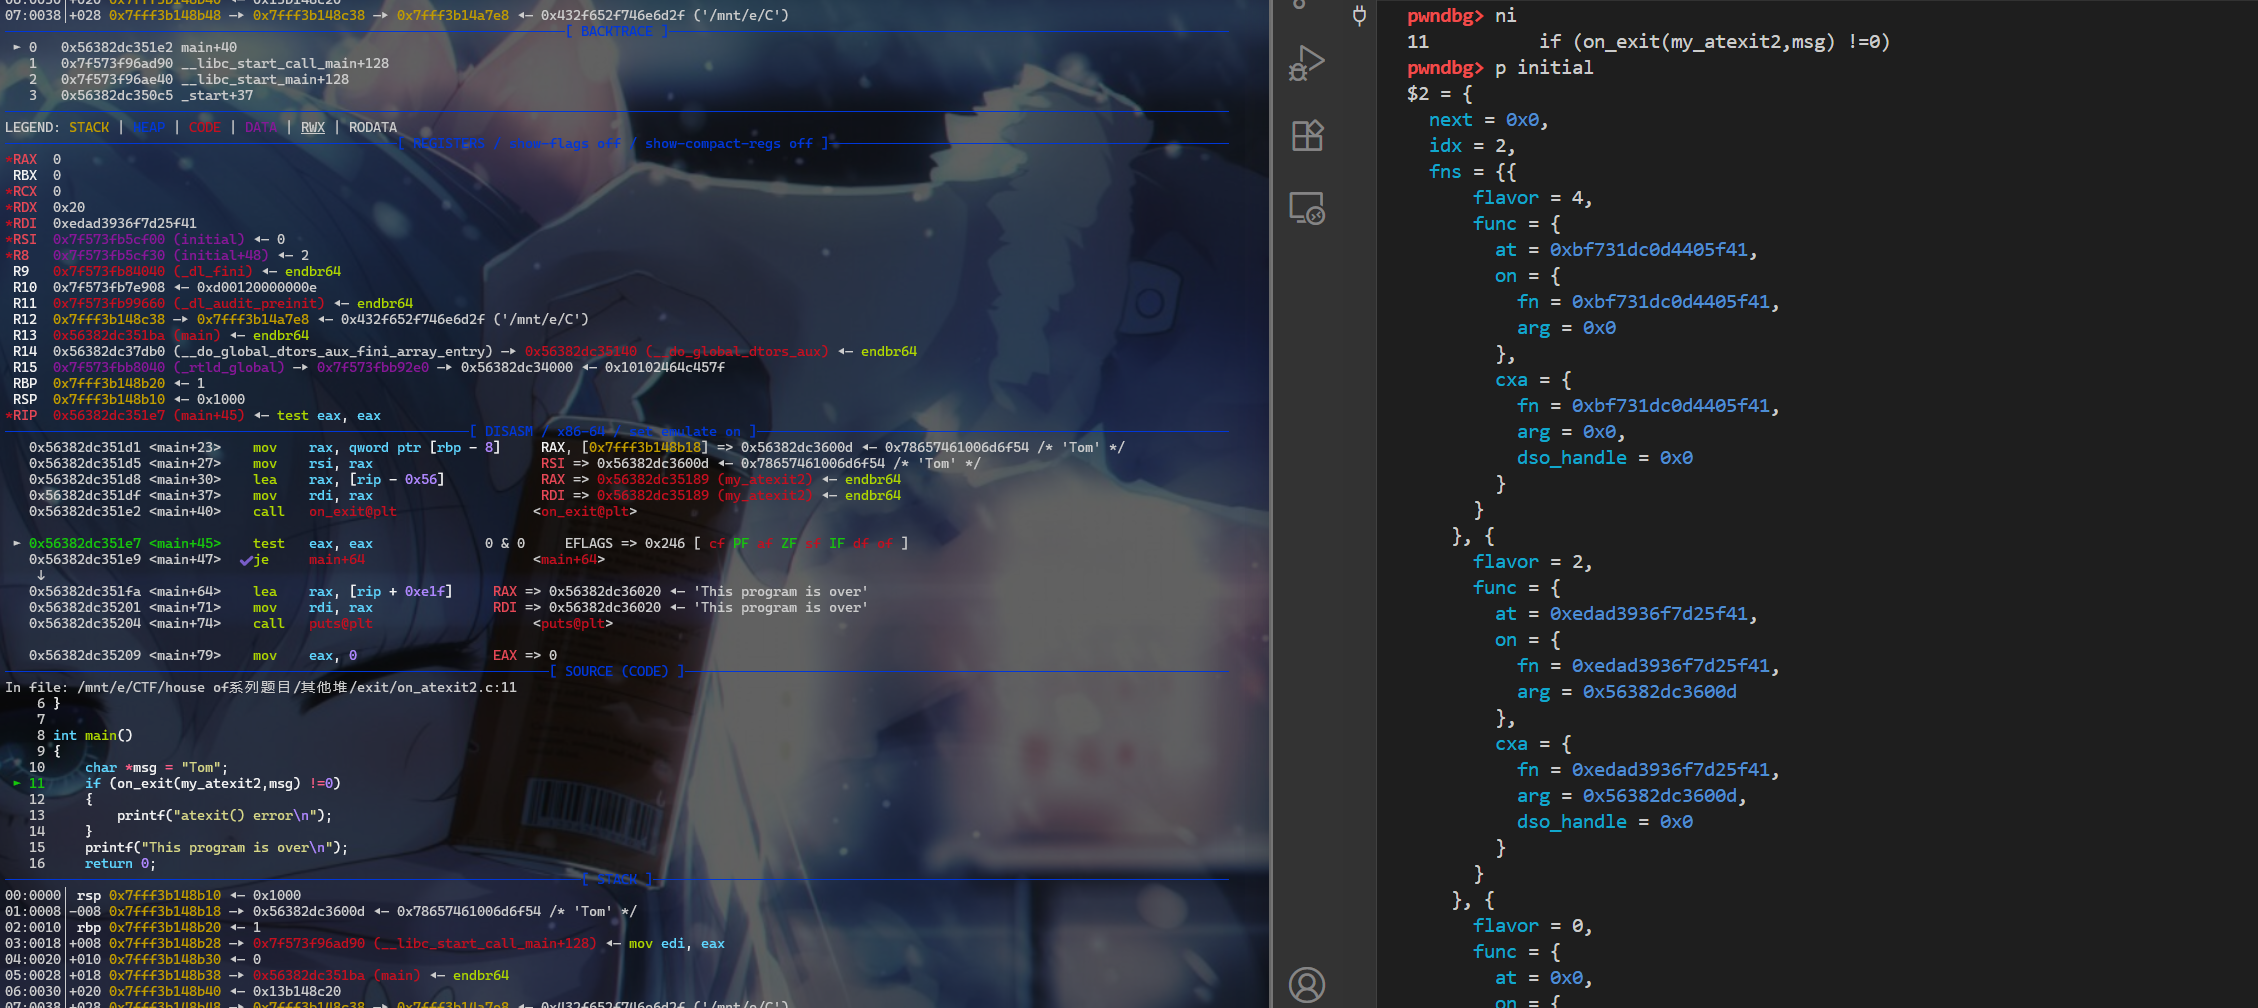 07:0038│+028 0x7fff3b148b48 —▸ 0x7fff3b148c38 —▸ 0x7fff3b14a7e8 ◂— 0x432f652f746e6d2f ('/mnt/e/C')
[ BACKTRACE ]
► 0   0x56382dc351e2 main+40
1   0x7f573f96ad90 __libc_start_call_main+128
2   0x7f573f96ae40 __libc_start_main+128
3   0x56382dc350c5 _start+37
LEGEND: STACK | HEAP | CODE | DATA | RWX | RODATA
[ REGISTERS / show-flags off / show-compact-regs off ]
*RAX  0
RBX  0
*RCX  0
*RDX  0x20
*RDI  0xedad3936f7d25f41
*RSI  0x7f573fb5cf00 (initial) ◂— 0
*R8   0x7f573fb5cf30 (initial+48) ◂— 2
R9   0x7f573fb84040 (_dl_fini) ◂— endbr64
R10  0x7f573fb7e908 ◂— 0xd00120000000e
R11  0x7f573fb99660 (_dl_audit_preinit) ◂— endbr64
R12  0x7fff3b148c38 —▸ 0x7fff3b14a7e8 ◂— 0x432f652f746e6d2f ('/mnt/e/C')
R13  0x56382dc351ba (main) ◂— endbr64
R14  0x56382dc37db0 (__do_global_dtors_aux_fini_array_entry) —▸ 0x56382dc35140 (__do_global_dtors_aux) ◂— endbr64
R15  0x7f573fbb8040 (_rtld_global) —▸ 0x7f573fbb92e0 —▸ 0x56382dc34000 ◂— 0x10102464c457f
RBP  0x7fff3b148b20 ◂— 1
RSP  0x7fff3b148b10 ◂— 0x1000
*RIP  0x56382dc351e7 (main+45) ◂— test eax, eax
[ DISASM / x86-64 / set emulate on ]
0x56382dc351d1 <main+23>    mov    rax, qword ptr [rbp - 8]     RAX, [0x7fff3b148b18] => 0x56382dc3600d ◂— 0x78657461006d6f54 /* 'Tom' */
0x56382dc351d5 <main+27>    mov    rsi, rax                     RSI => 0x56382dc3600d ◂— 0x78657461006d6f54 /* 'Tom' */
0x56382dc351d8 <main+30>    lea    rax, [rip - 0x56]            RAX => 0x56382dc35189 (my_atexit2) ◂— endbr64
0x56382dc351df <main+37>    mov    rdi, rax                     RDI => 0x56382dc35189 (my_atexit2) ◂— endbr64
0x56382dc351e2 <main+40>    call   on_exit@plt                 <on_exit@plt>
► 0x56382dc351e7 <main+45>    test   eax, eax              0 & 0     EFLAGS => 0x246 [ cf PF af ZF sf IF df of ]
0x56382dc351e9 <main+47>  ✔ je     main+64                     <main+64>
↓
0x56382dc351fa <main+64>    lea    rax, [rip + 0xe1f]     RAX => 0x56382dc36020 ◂— 'This program is over'
0x56382dc35201 <main+71>    mov    rdi, rax               RDI => 0x56382dc36020 ◂— 'This program is over'
0x56382dc35204 <main+74>    call   puts@plt                    <puts@plt>
0x56382dc35209 <main+79>    mov    eax, 0                 EAX => 0
[ SOURCE (CODE) ]
In file: /mnt/e/CTF/house of系列题目/其他堆/exit/on_atexit2.c:11
6 }
7
8 int main()
9 {
10     char *msg = "Tom";
► 11     if (on_exit(my_atexit2,msg) !=0)
12     {
13         printf("atexit() error\n");
14     }
15     printf("This program is over\n");
16     return 0;
[ STACK ]
00:0000│ rsp 0x7fff3b148b10 ◂— 0x1000
01:0008│-008 0x7fff3b148b18 —▸ 0x56382dc3600d ◂— 0x78657461006d6f54 /* 'Tom' */
02:0010│ rbp 0x7fff3b148b20 ◂— 1
03:0018│+008 0x7fff3b148b28 —▸ 0x7f573f96ad90 (__libc_start_call_main+128) ◂— mov edi, eax
04:0020│+010 0x7fff3b148b30 ◂— 0
05:0028│+018 0x7fff3b148b38 —▸ 0x56382dc351ba (main) ◂— endbr64
06:0030│+020 0x7fff3b148b40 ◂— 0x13b148c20
07:0038│+028 0x7fff3b148b48 —▸ 0x7fff3b148c38 —▸ 0x7fff3b14a7e8 ◂— 0x432f652f746e6d2f ('/mnt/e/C')
pwndbg> ni
11          if (on_exit(my_atexit2,msg) !=0)
pwndbg> p initial
$2 = {
next = 0x0,
idx = 2,
fns = {{
flavor = 4,
func = {
at = 0xbf731dc0d4405f41,
on = {
fn = 0xbf731dc0d4405f41,
arg = 0x0
},
cxa = {
fn = 0xbf731dc0d4405f41,
arg = 0x0,
dso_handle = 0x0
}
}
}, {
flavor = 2,
func = {
at = 0xedad3936f7d25f41,
on = {
fn = 0xedad3936f7d25f41,
arg = 0x56382dc3600d
},
cxa = {
fn = 0xedad3936f7d25f41,
arg = 0x56382dc3600d,
dso_handle = 0x0
}
}
}, {
flavor = 0,
func = {
at = 0x0,
on = {